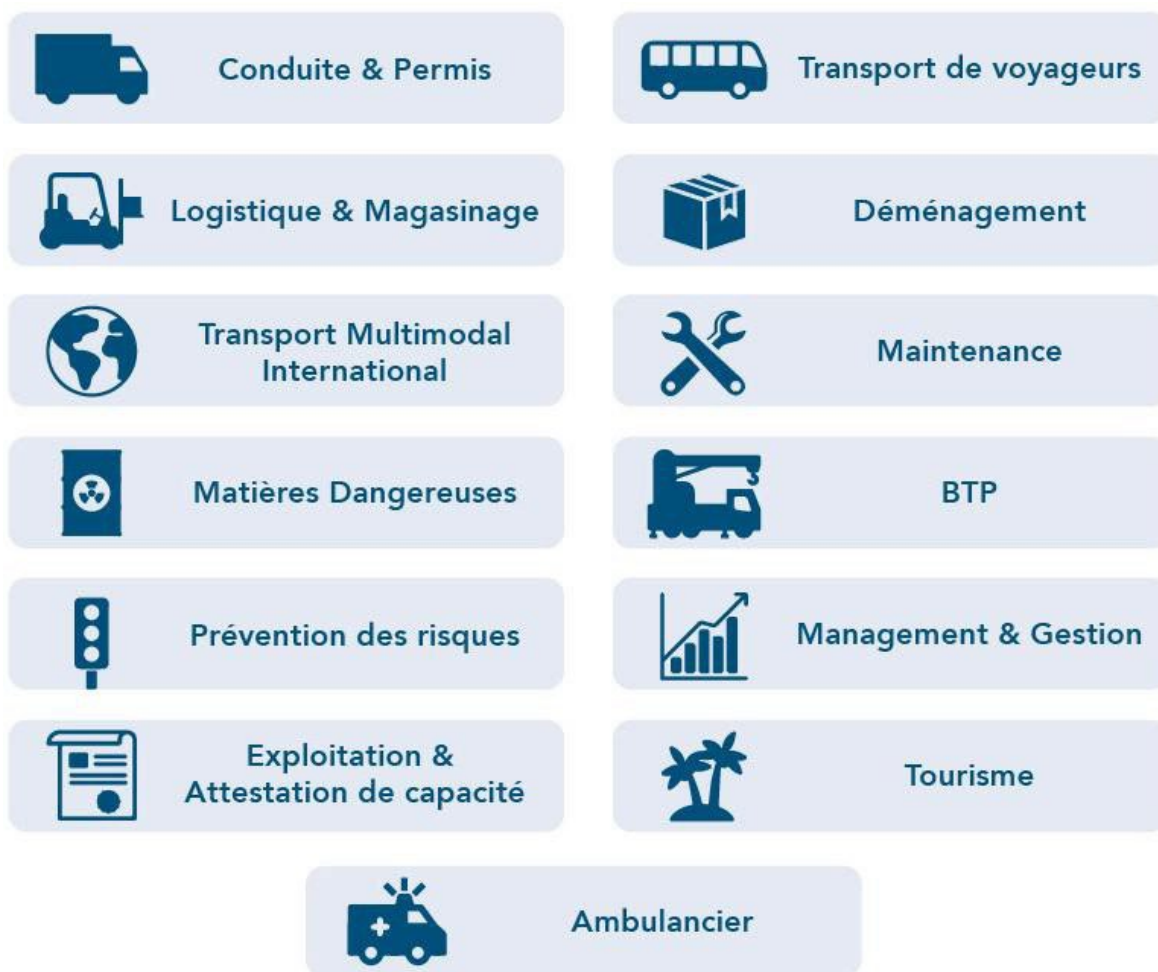 Conduite & Permis
Transport de voyageurs
Logistique & Magasinage
Déménagement
Transport Multimodal
International
Maintenance
Matières Dangereuses
BTP
Prévention des risques
Management & Gestion
Exploitation &
Attestation de capacité
Tourisme
Ambulancier